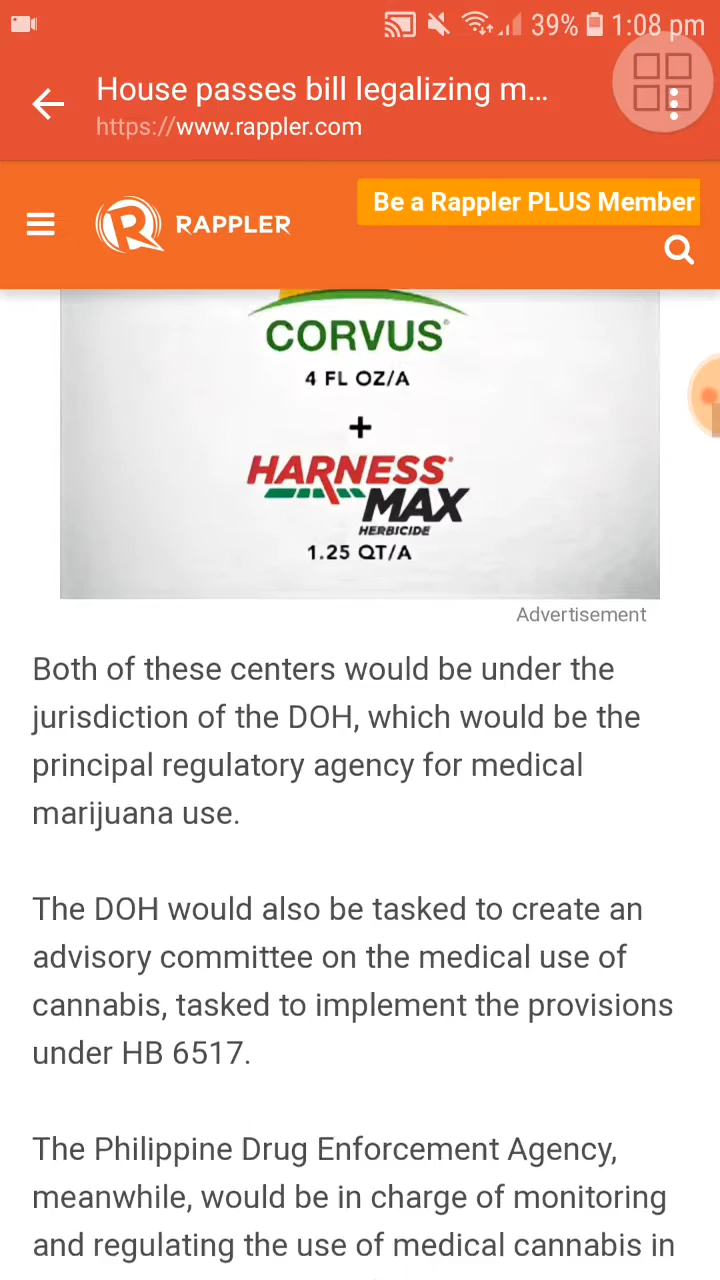 39% 1:08 pm
House passes bill legalizing m...
https://www.rappler.com
Be a Rappler PLUS Member
RAPPLER
CORVUS®
4 FL OZ/A
+
HARNESS®
MAX
HERBICIDE
1.25 QT/A
Advertisement
Both of these centers would be under the
jurisdiction of the DOH, which would be the
principal regulatory agency for medical
marijuana use.
The DOH would also be tasked to create an
advisory committee on the medical use of
cannabis, tasked to implement the provisions
under HB 6517.
The Philippine Drug Enforcement Agency,
meanwhile, would be in charge of monitoring
and regulating the use of medical cannabis in